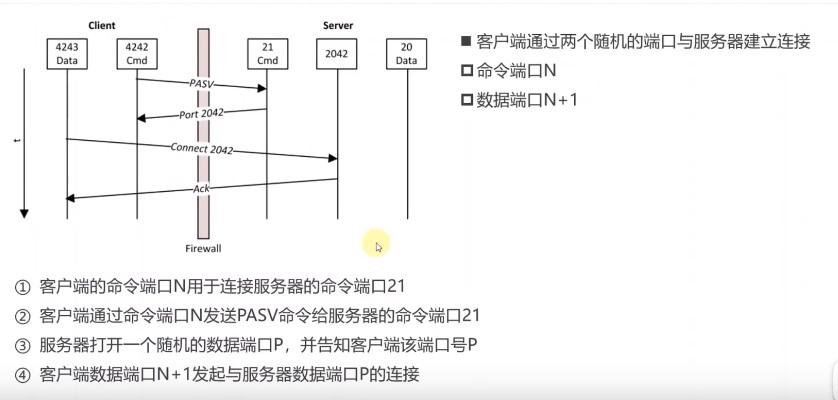 Client
Server
4243
Data
4242
Cmd
21
Cmd
2042
20
Data
PASV
Port 2042
Connect 2042
Ack
t
Firewall
客户端通过两个随机的端口与服务器建立连接
命令端口N
数据端口N+1
① 客户端的命令端口N用于连接服务器的命令端口21
② 客户端通过命令端口N发送PASV命令给服务器的命令端口21
③ 服务器打开一个随机的数据端口P，并告知客户端该端口号P
④ 客户端数据端口N+1发起与服务器数据端口P的连接